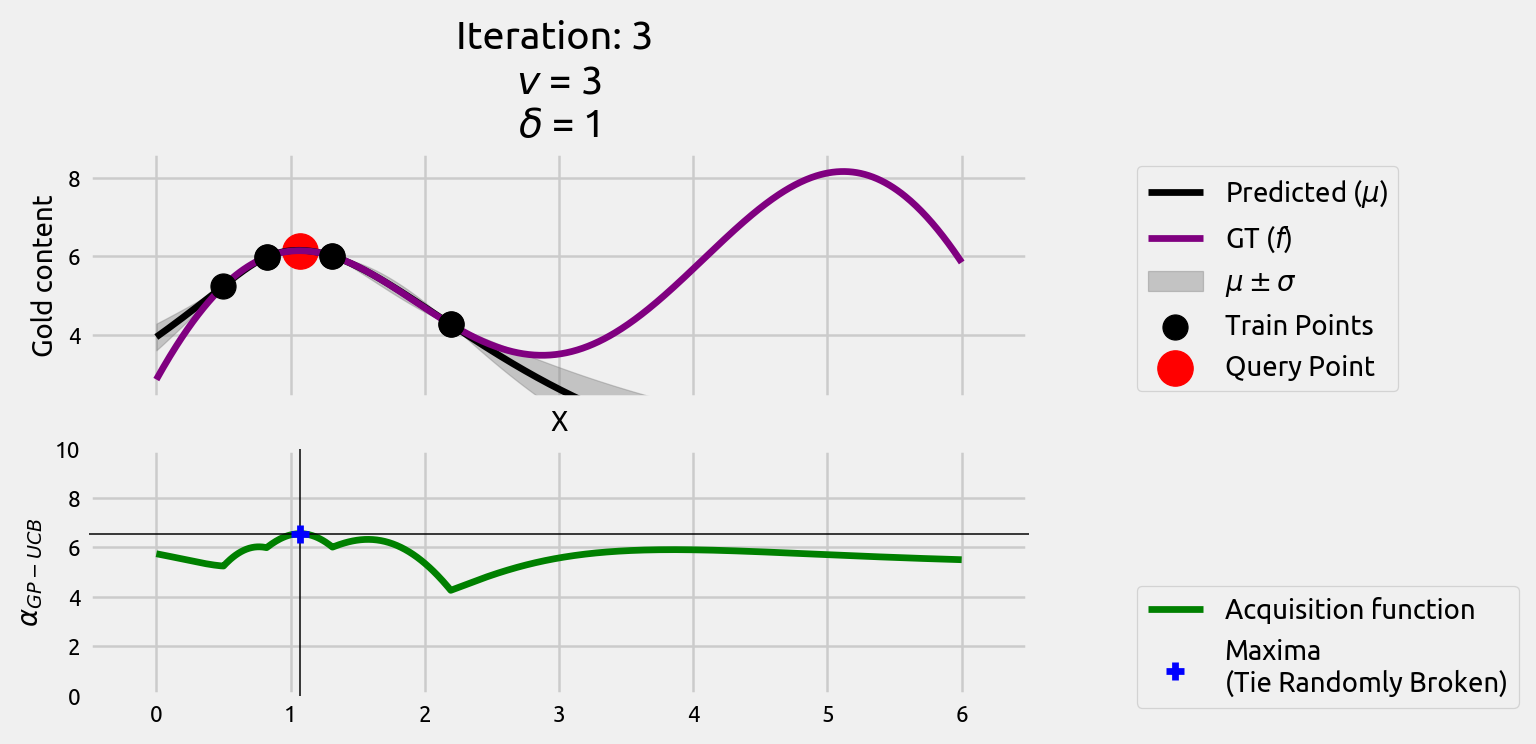 Iteration: 3
ν = 3
δ = 1
Gold content
8
6
4
X
Predicted (μ)
GT (f)
μ ± σ
Train Points
Query Point
α_GP − UCB
10
8
6
4
2
0
0 1 2 3 4 5 6
Acquisition function
Maxima
(Tie Randomly Broken)